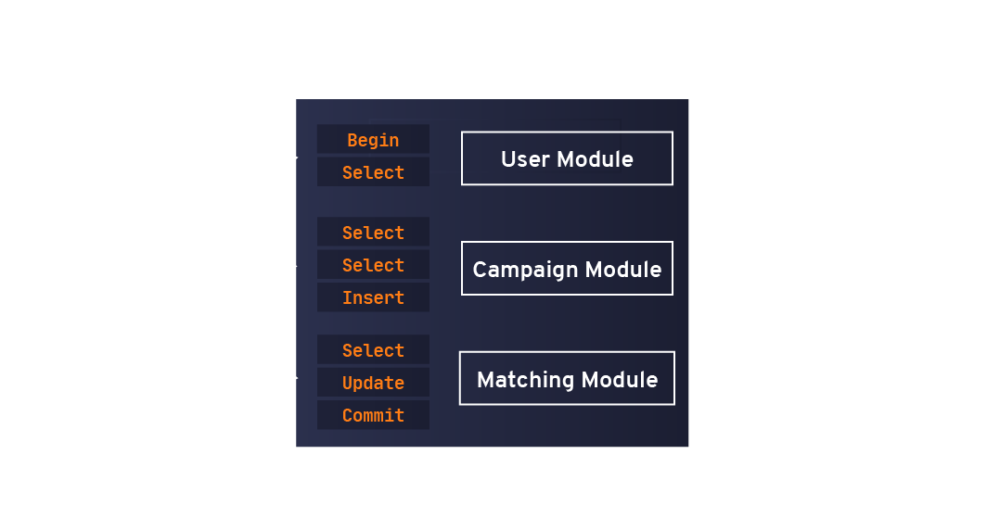 Begin
Select
User Module
Select
Select
Insert
Campaign Module
Select
Update
Commit
Matching Module